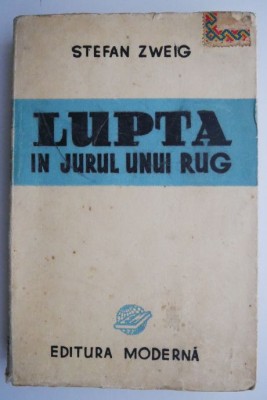 STEFAN ZWEIG
LUPTA
IN JURUL UNUI RUG
EDITURA MODERNĂ